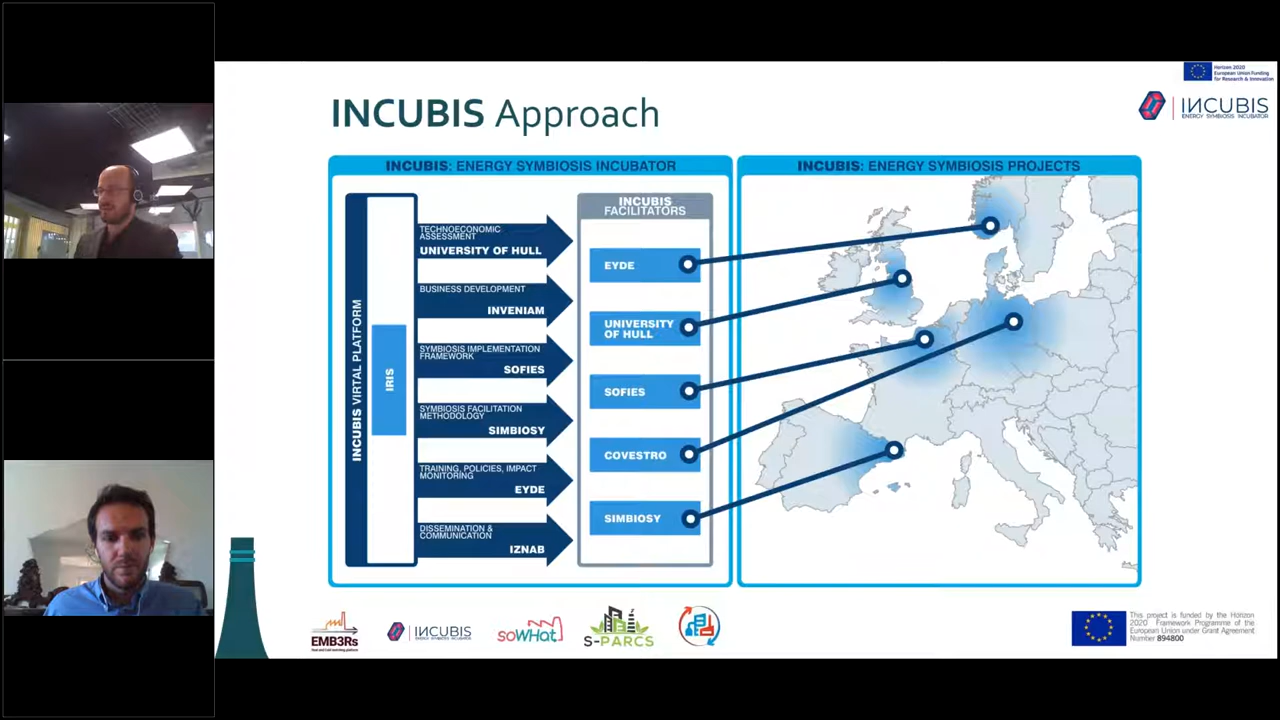 Horizon 2020
European Union Funding
for Research & Innovation
INCUBIS
ENERGY SYMBIOSIS INCUBATOR
INCUBIS Approach
INCUBIS: ENERGY SYMBIOSIS INCUBATOR
INCUBIS VIRTAL PLATFORM
IRIS
TECHNOECONOMIC
ASSESSMENT
UNIVERSITY OF HULL
BUSINESS DEVELOPMENT
INVENIAM
SYMBIOSIS IMPLEMENTATION
FRAMEWORK
SOFIES
SYMBIOSIS FACILITATION
METHODOLOGY
SIMBIOSY
TRAINING, POLICIES, IMPACT
MONITORING
EYDE
DISSEMINATION &
COMMUNICATION
IZNAB
INCUBIS
FACILITATORS
EYDE
UNIVERSITY
OF HULL
SOFIES
COVESTRO
SIMBIOSY
INCUBIS: ENERGY SYMBIOSIS PROJECTS
EMB3Rs
INCUBIS
soWHat
S-PARCS
This project is funded by the Horizon
2020 Framework Programme of the
European Union under Grant Agreement
Number 894800